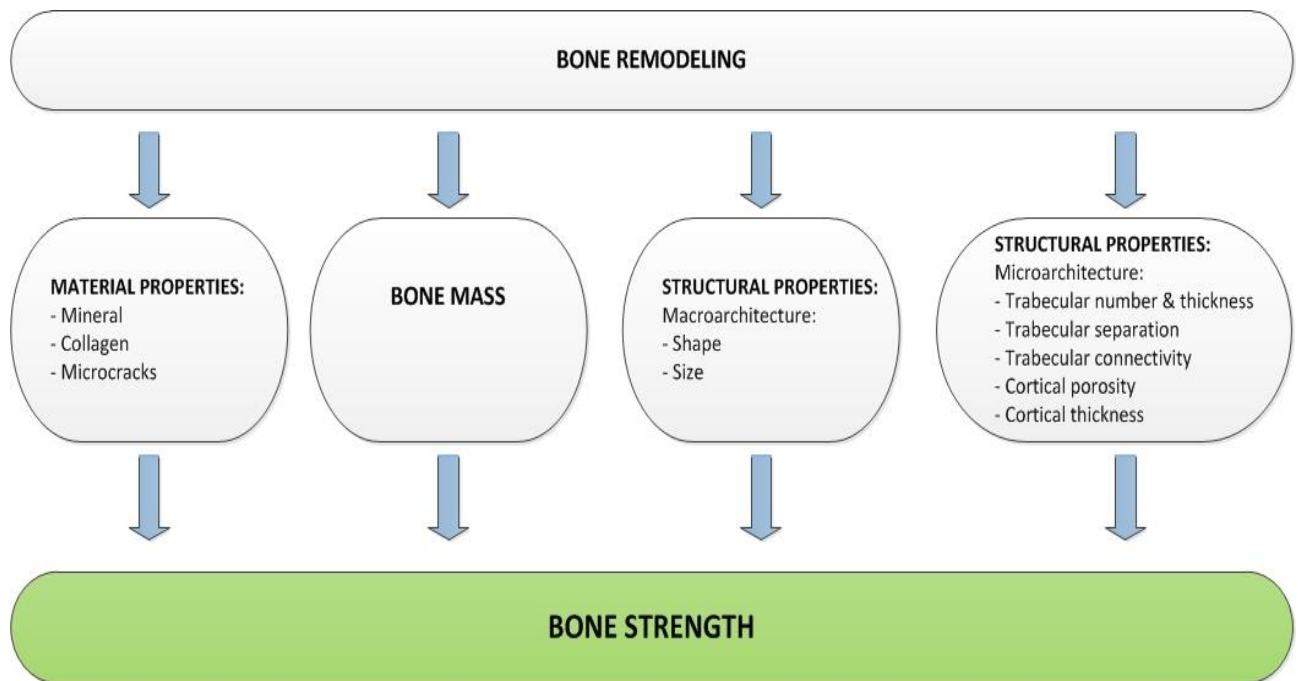 BONE REMODELING
MATERIAL PROPERTIES:
- Mineral
- Collagen
- Microcracks
BONE MASS
STRUCTURAL PROPERTIES:
Macroarchitecture:
- Shape
- Size
STRUCTURAL PROPERTIES:
Microarchitecture:
- Trabecular number & thickness
- Trabecular separation
- Trabecular connectivity
- Cortical porosity
- Cortical thickness
BONE STRENGTH